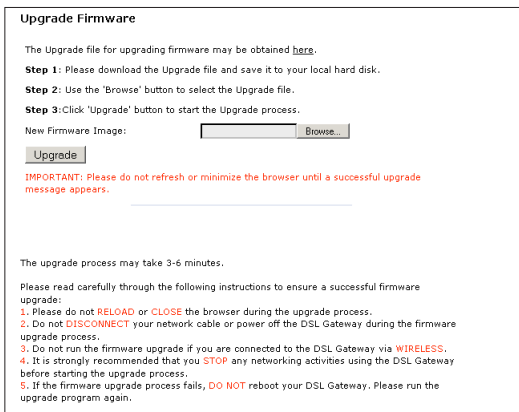 Upgrade Firmware
The Upgrade file for upgrading firmware may be obtained here.
Step 1: Please download the Upgrade file and save it to your local hard disk.
Step 2: Use the 'Browse' button to select the Upgrade file.
Step 3:Click 'Upgrade' button to start the Upgrade process.
New Firmware Image: Browse...
Upgrade
IMPORTANT: Please do not refresh or minimize the browser until a successful upgrade
message appears.
The upgrade process may take 3-6 minutes.
Please read carefully through the following instructions to ensure a successful firmware
upgrade:
1. Please do not RELOAD or CLOSE the browser during the upgrade process.
2. Do not DISCONNECT your network cable or power off the DSL Gateway during the firmware
upgrade process.
3. Do not run the firmware upgrade if you are connected to the DSL Gateway via WIRELESS.
4. It is strongly recommended that you STOP any networking activities using the DSL Gateway
before starting the upgrade process.
5. If the firmware upgrade process fails, DO NOT reboot your DSL Gateway. Please run the
upgrade program again.